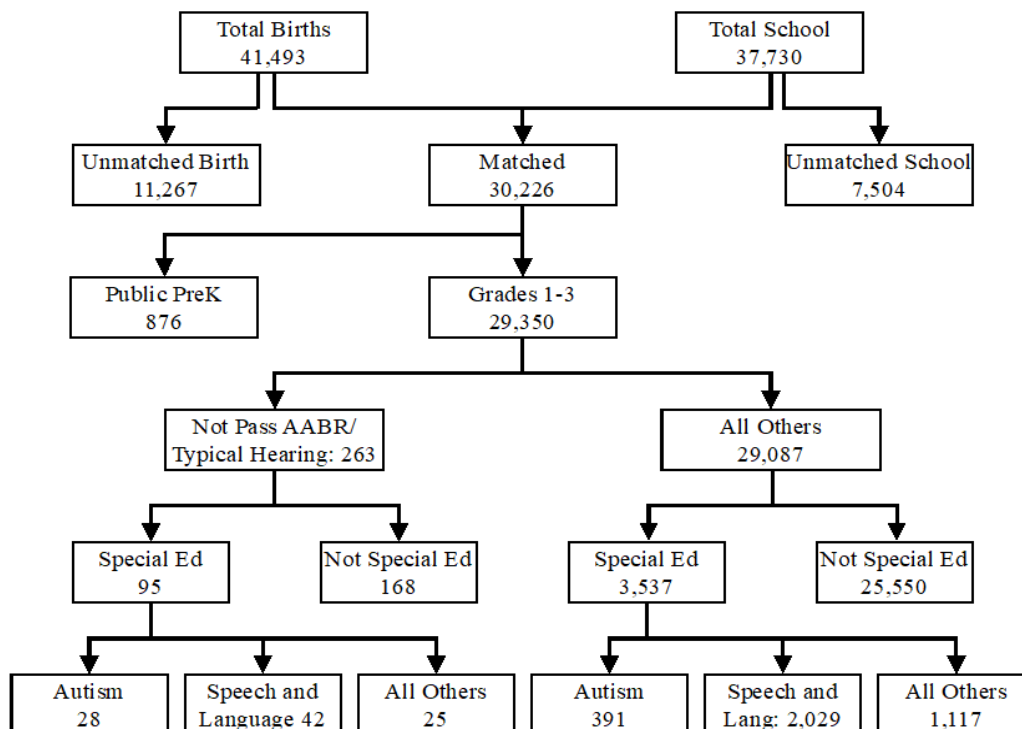 Total Births
41,493
Total School
37,730
Unmatched Birth
11,267
Matched
30,226
Unmatched School
7,504
Public PreK
876
Grades 1-3
29,350
Not Pass AABR/
Typical Hearing: 263
All Others
29,087
Special Ed
95
Not Special Ed
168
Special Ed
3,537
Not Special Ed
25,550
Autism
28
Speech and
Language 42
All Others
25
Autism
391
Speech and
Lang: 2,029
All Others
1,117